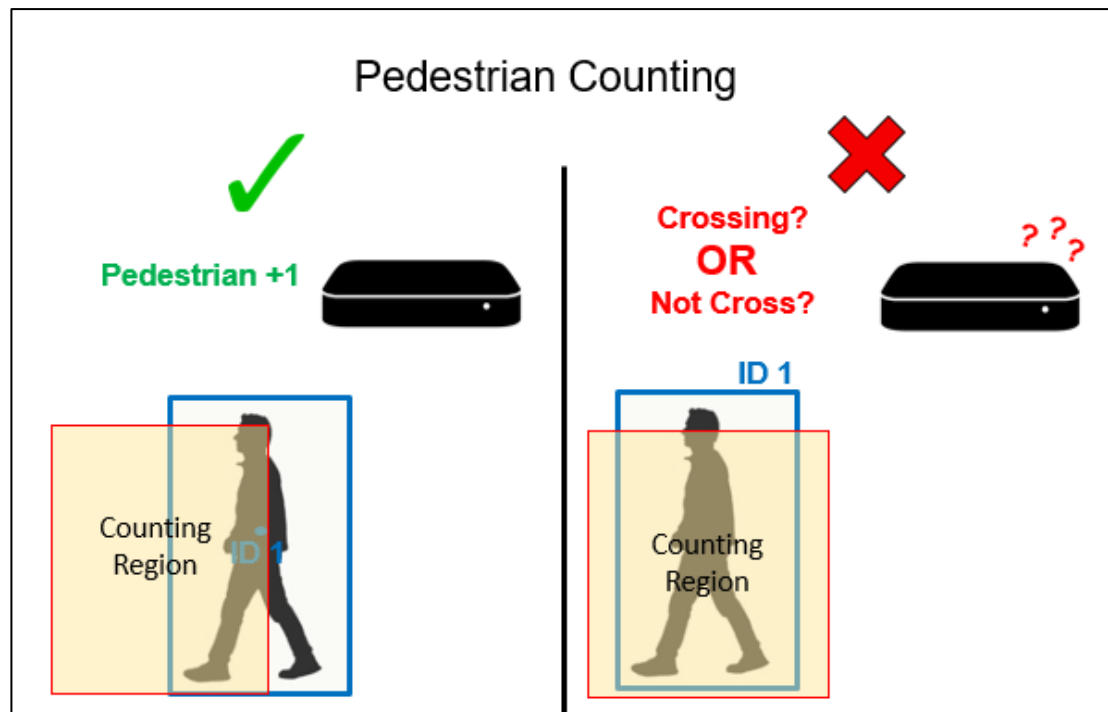 Pedestrian Counting
Pedestrian +1
Counting
Region
ID 1
Crossing?
OR
Not Cross?
? ? ?
ID 1
Counting
Region